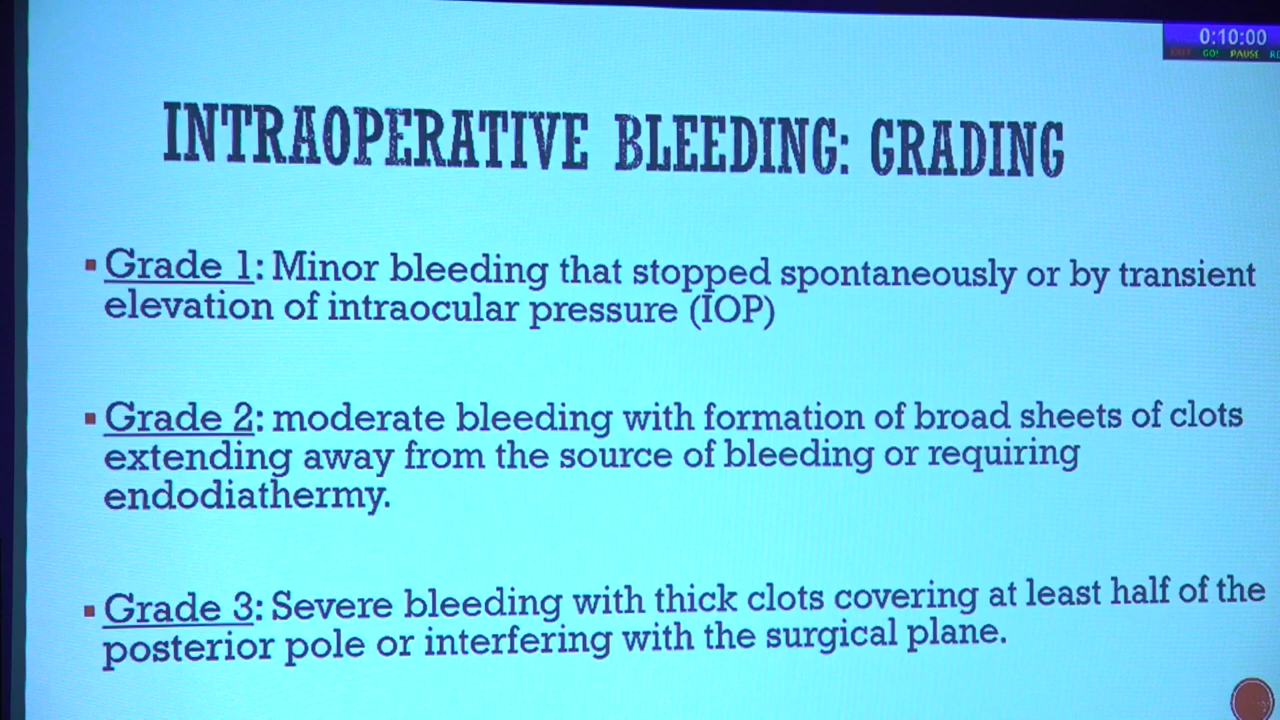 0:10:00
EXIT GO! PAUSE
INTRAOPERATIVE BLEEDING: GRADING
▪ Grade 1: Minor bleeding that stopped spontaneously or by transient
elevation of intraocular pressure (IOP)
▪ Grade 2: moderate bleeding with formation of broad sheets of clots
extending away from the source of bleeding or requiring
endodiathermy.
▪ Grade 3: Severe bleeding with thick clots covering at least half of the
posterior pole or interfering with the surgical plane.